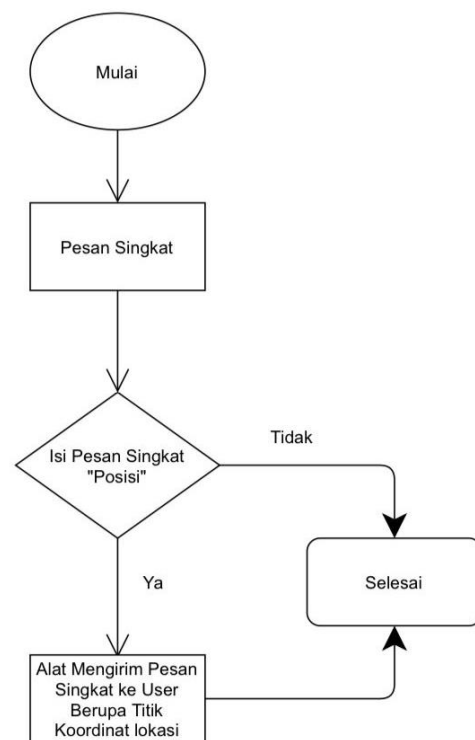 Mulai
Pesan Singkat
Isi Pesan Singkat
"Posisi"
Tidak
Ya
Selesai
Alat Mengirim Pesan
Singkat ke User
Berupa Titik
Koordinat lokasi